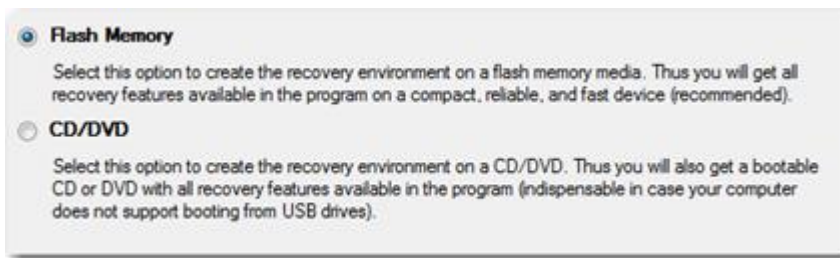 Flash Memory
Select this option to create the recovery environment on a flash memory media. Thus you will get all
recovery features available in the program on a compact, reliable, and fast device (recommended).
CD/DVD
Select this option to create the recovery environment on a CD/DVD. Thus you will also get a bootable
CD or DVD with all recovery features available in the program (indispensable in case your computer
does not support booting from USB drives).